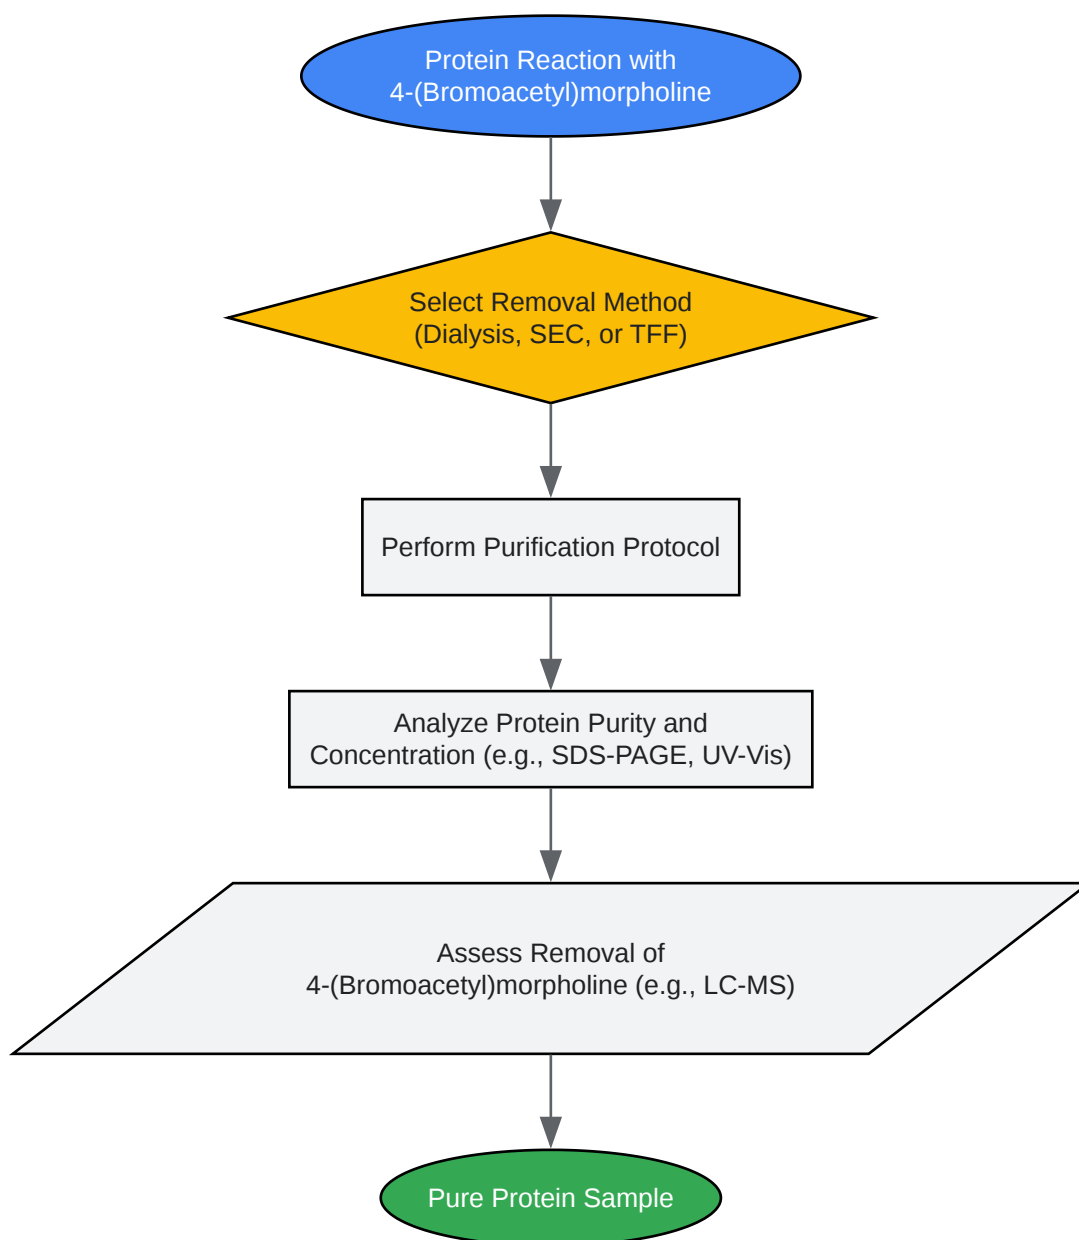 Protein Reaction with
4-(Bromoacetyl)morpholine
Select Removal Method
(Dialysis, SEC, or TFF)
Perform Purification Protocol
Analyze Protein Purity and
Concentration (e.g., SDS-PAGE, UV-Vis)
Assess Removal of
4-(Bromoacetyl)morpholine (e.g., LC-MS)
Pure Protein Sample